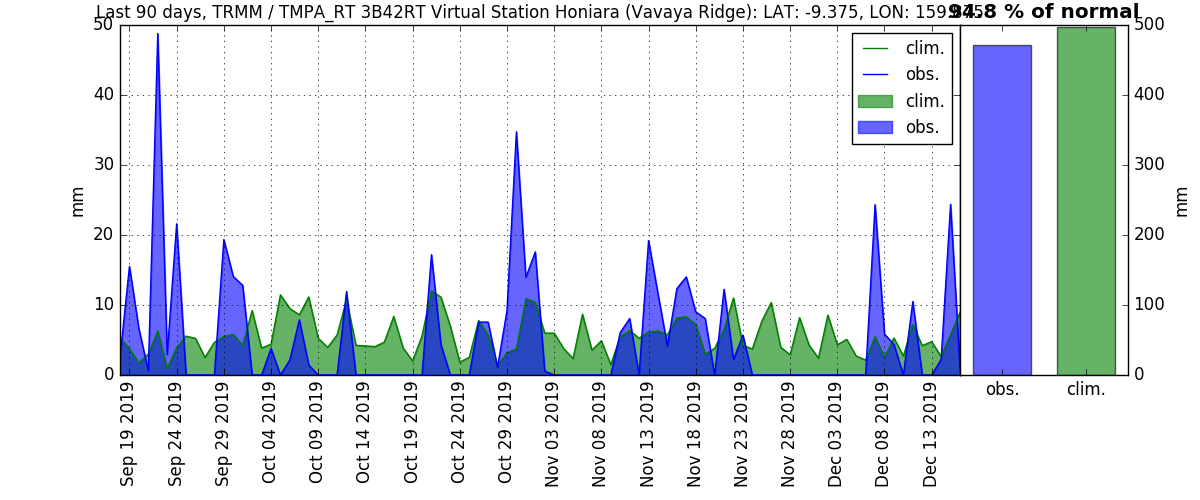 Last 90 days, TRMM / TMPA_RT 3B42RT Virtual Station Honiara (Vavaya Ridge): LAT: -9.375, LON:
% of normal
50
40
30
20
10
0
mm
clim.
obs.
clim.
obs.
500
400
300
200
100
0
mm
Sep 19 2019
Sep 24 2019
Sep 29 2019
Oct 04 2019
Oct 09 2019
Oct 14 2019
Oct 19 2019
Oct 24 2019
Oct 29 2019
Nov 03 2019
Nov 08 2019
Nov 13 2019
Nov 18 2019
Nov 23 2019
Nov 28 2019
Dec 03 2019
Dec 08 2019
Dec 13 2019
obs.
clim.